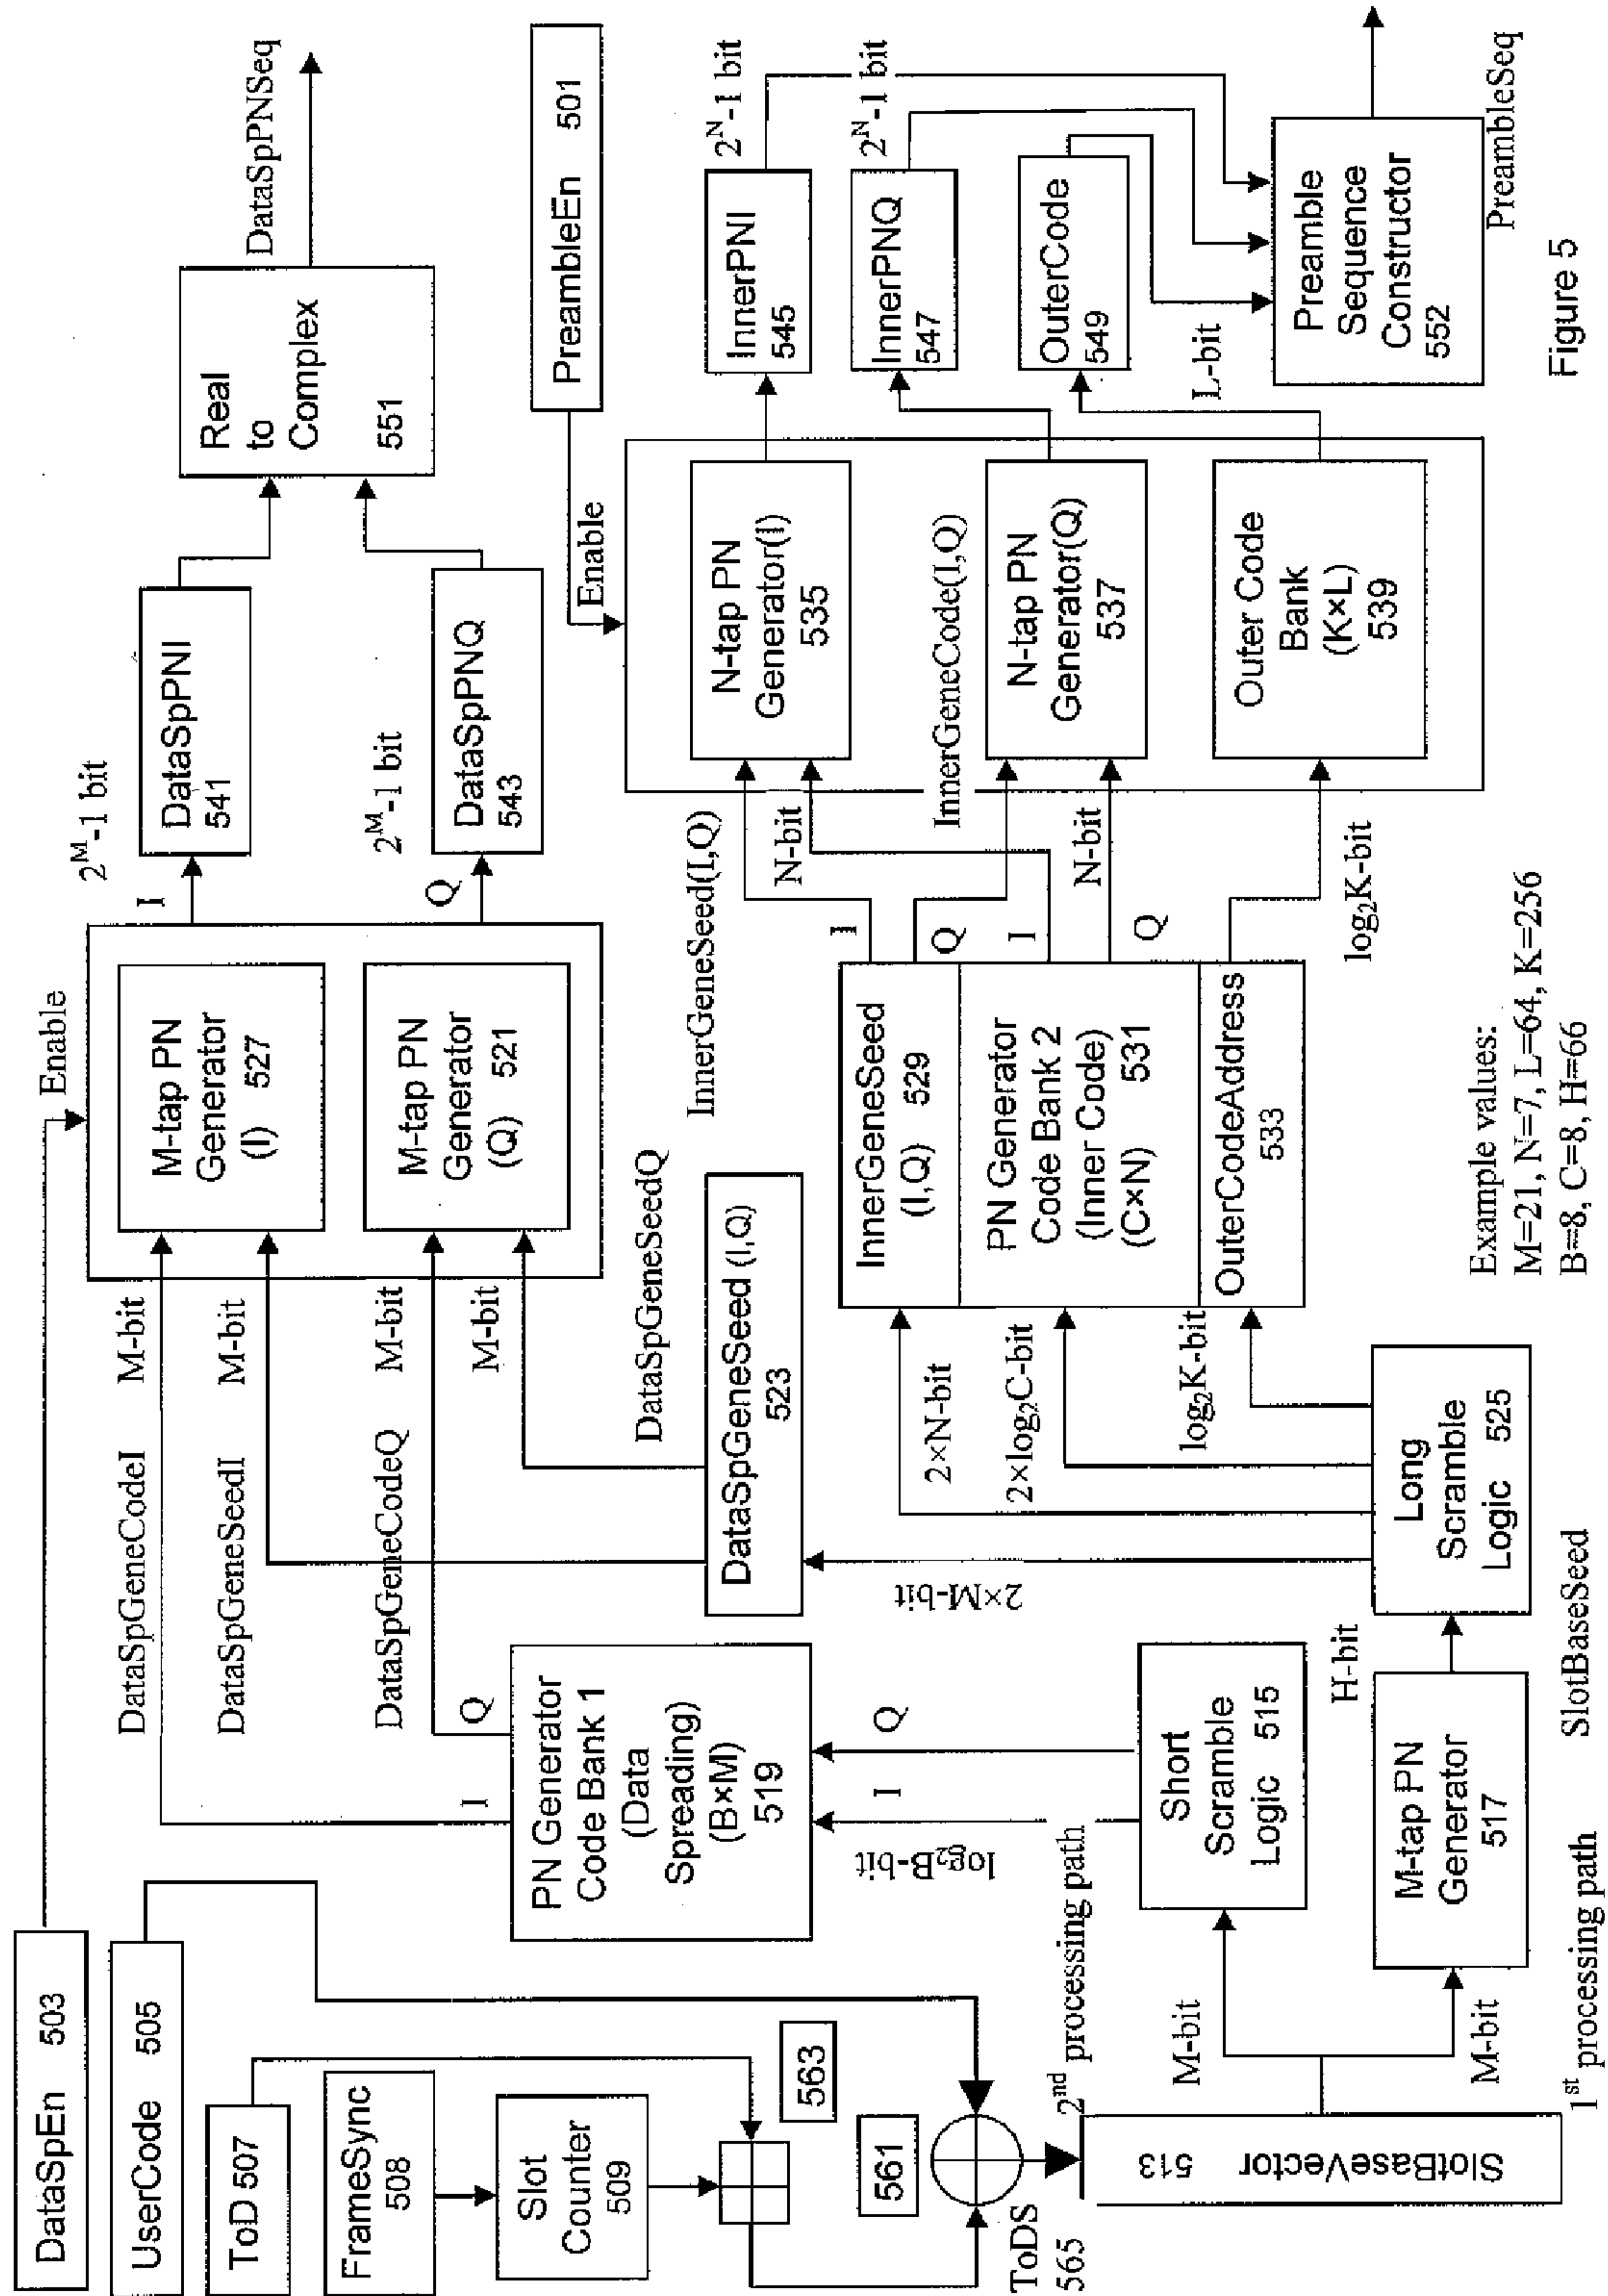 DataSpEn 503
UserCode 505
ToD 507
FrameSync
508
Slot
Counter
509
563
561
ToDS
565
SlotBaseVector 513
2nd processing path
1st processing path
M-bit
M-bit
Short
Scramble
Logic 515
M-tap PN
Generator
517
H-bit
SlotBaseSeed
log₂B-bit
I
Q
PN Generator
Code Bank 1
(Data
Spreading)
(B×M)
519
I
Q
DataSpGeneCodeI
M-bit
DataSpGeneSeedI
M-bit
DataSpGeneCodeQ
M-bit
M-bit
DataSpGeneSeedQ
DataSpGeneSeed (I,Q)
523
2×M-bit
Long
Scramble
Logic 525
2×N-bit
2×log₂C-bit
log₂K-bit
Enable
M-tap PN
Generator
(I) 527
M-tap PN
Generator
(Q) 521
I
Q
2^M-1 bit
DataSpPNI
541
2^M-1 bit
DataSpPNQ
543
Real
to
Complex
551
DataSpPNSeq
InnerGeneSeed
(I,Q) 529
PN Generator
Code Bank 2
(Inner Code)
(C×N) 531
OuterCodeAddress
533
I
Q
I
Q
InnerGeneSeed(I,Q)
N-bit
InnerGeneCode(I,Q)
N-bit
log₂K-bit
PreambleEn 501
Enable
N-tap PN
Generator(I)
535
N-tap PN
Generator(Q)
537
Outer Code
Bank
(K×L)
539
InnerPNI
545
2^N-1 bit
InnerPNQ
547
2^N-1 bit
OuterCode
549
L-bit
Preamble
Sequence
Constructor
552
PreambleSeq
Example values:
M=21, N=7, L=64, K=256
B=8, C=8, H=66
Figure 5